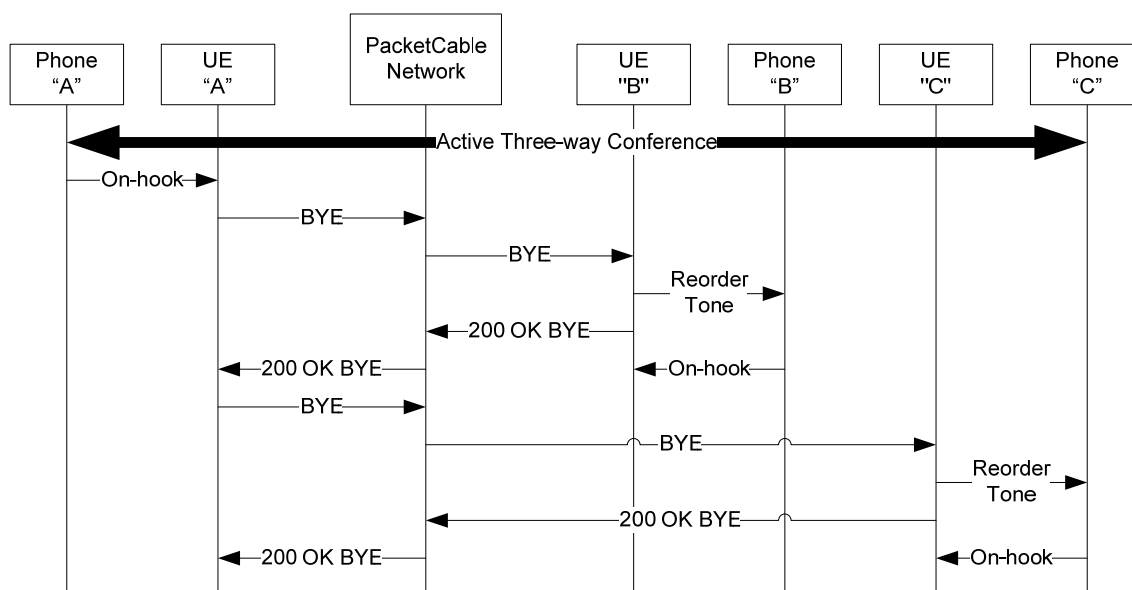 Phone
“A”
UE
“A”
PacketCable
Network
UE
"B"
Phone
“B”
UE
"C"
Phone
“C”
Active Three-way Conference
On-hook
BYE
BYE
Reorder
Tone
200 OK BYE
200 OK BYE
On-hook
BYE
BYE
Reorder
Tone
200 OK BYE
200 OK BYE
On-hook